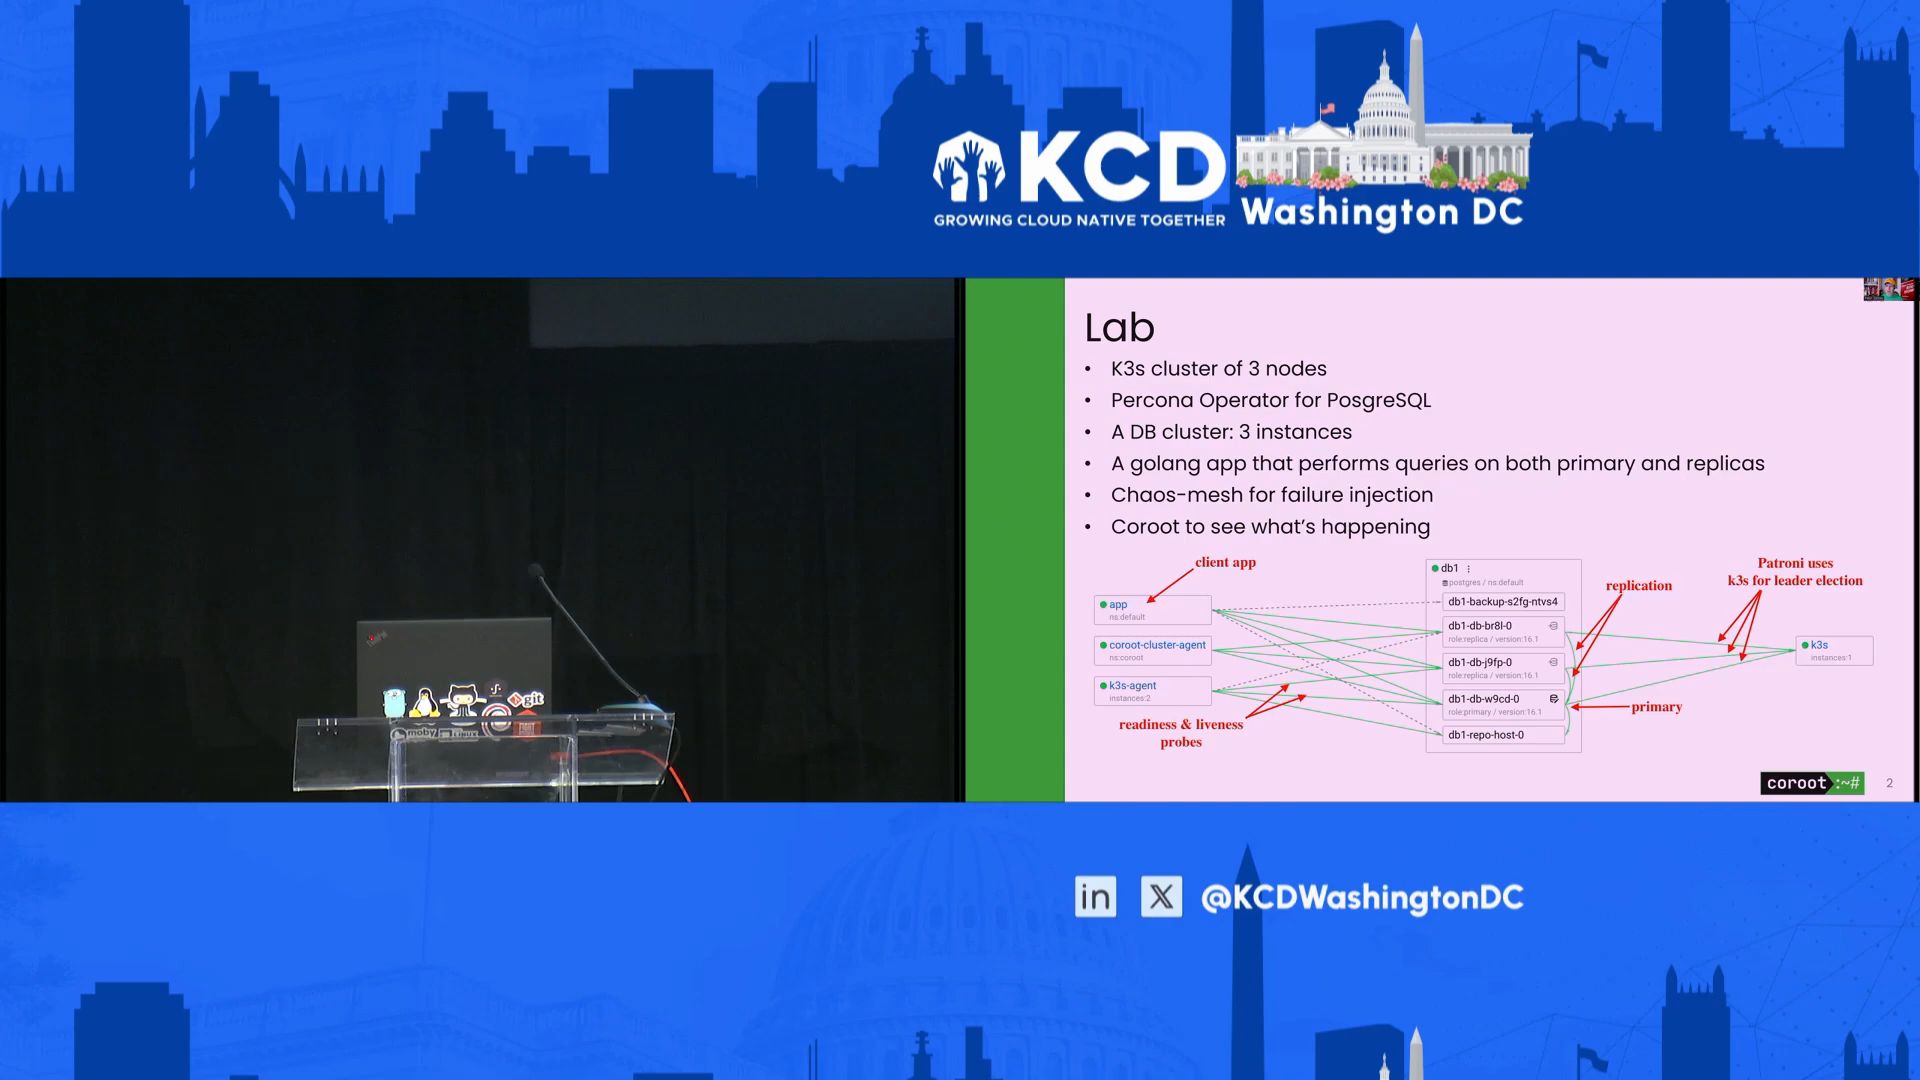 KCD
GROWING CLOUD NATIVE TOGETHER
Washington DC
git
moby
LINUX
Lab
• K3s cluster of 3 nodes
• Percona Operator for PosgreSQL
• A DB cluster: 3 instances
• A golang app that performs queries on both primary and replicas
• Chaos-mesh for failure injection
• Coroot to see what's happening
client app
app
ns:default
coroot-cluster-agent
ns:coroot
k3s-agent
instances:2
readiness & liveness
probes
db1
postgres / ns:default
db1-backup-s2fg-ntvs4
db1-db-br8l-0
role:replica / version:16.1
db1-db-j9fp-0
role:replica / version:16.1
db1-db-w9cd-0
role:primary / version:16.1
db1-repo-host-0
replication
primary
Patroni uses
k3s for leader election
k3s
instances:1
coroot:~#
2
in X @KCDWashingtonDC